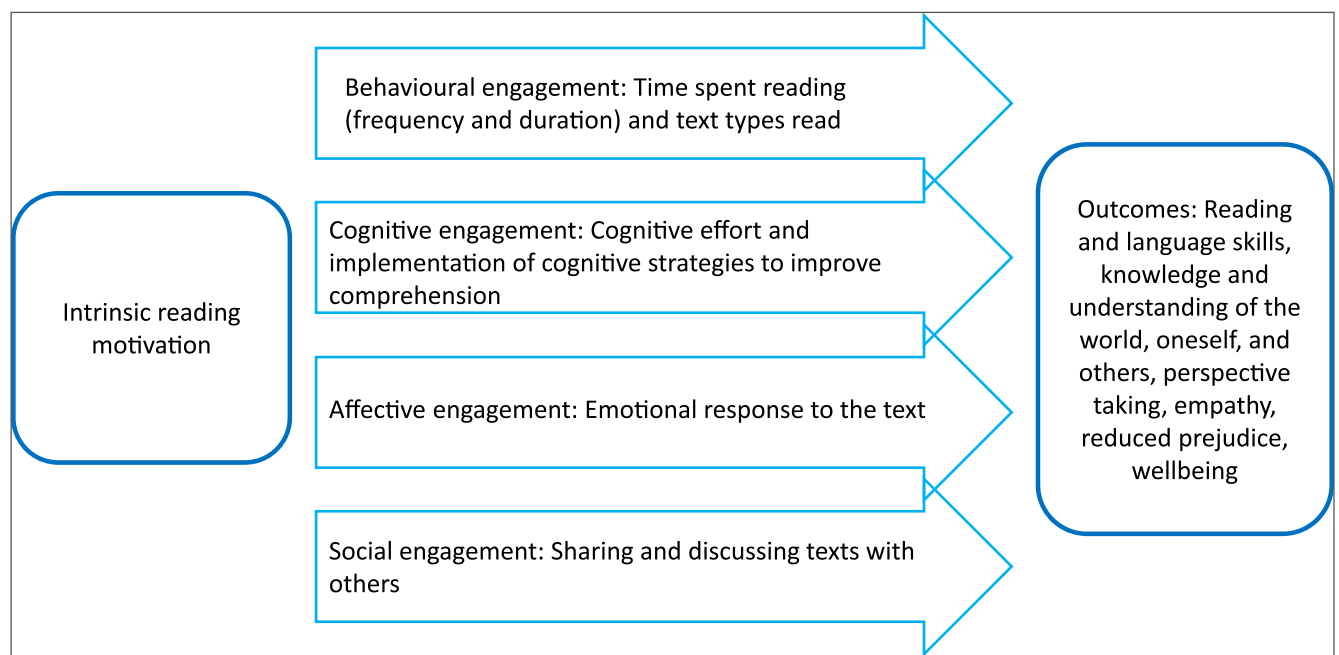 Intrinsic reading
motivation
Behavioural engagement: Time spent reading
(frequency and duration) and text types read
Cognitive engagement: Cognitive effort and
implementation of cognitive strategies to improve
comprehension
Affective engagement: Emotional response to the text
Social engagement: Sharing and discussing texts with
others
Outcomes: Reading
and language skills,
knowledge and
understanding of the
world, oneself, and
others, perspective
taking, empathy,
reduced prejudice,
wellbeing